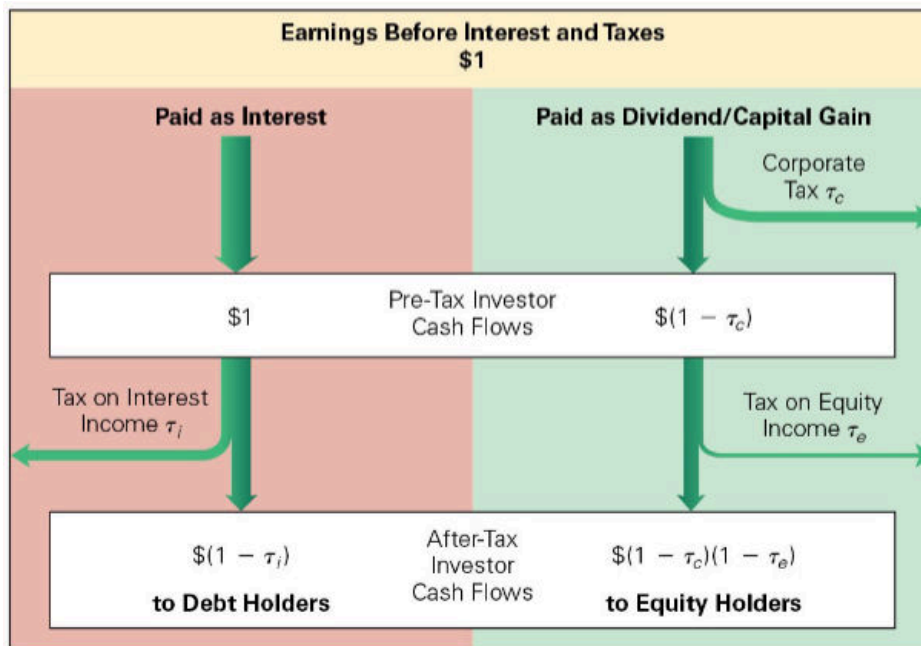 Earnings Before Interest and Taxes
$1
Paid as Interest
Paid as Dividend/Capital Gain
Corporate
Tax τc
$1
Pre-Tax Investor
Cash Flows
$(1 − τc)
Tax on Interest
Income τi
Tax on Equity
Income τe
$(1 − τi)
to Debt Holders
After-Tax
Investor
Cash Flows
$(1 − τc)(1 − τe)
to Equity Holders